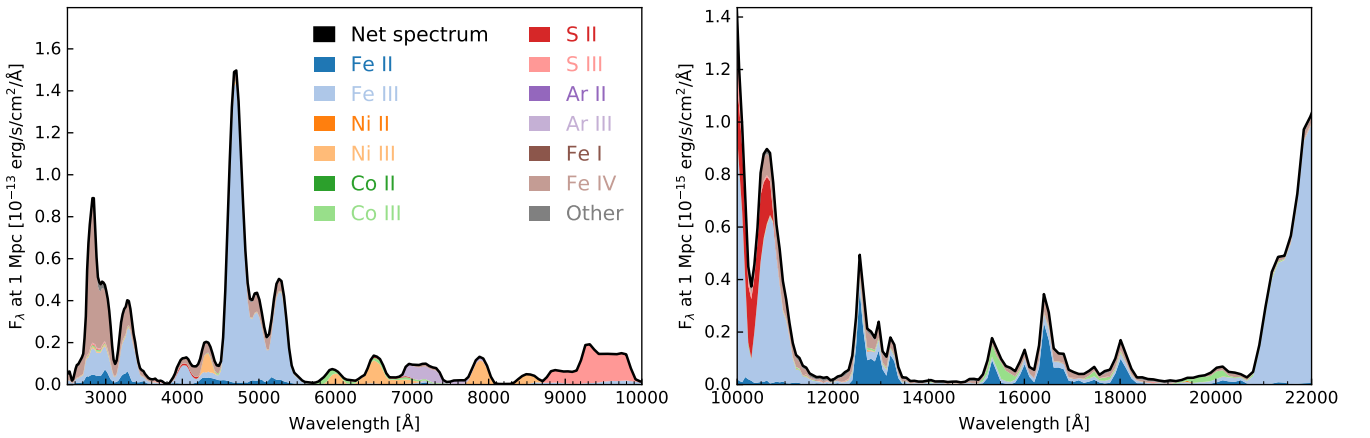 F_λ at 1 Mpc [10⁻¹³ erg/s/cm²/Å]
1.6
1.4
1.2
1.0
0.8
0.6
0.4
0.2
0.0
3000 4000 5000 6000 7000 8000 9000 10000
Wavelength [Å]
Net spectrum
Fe II
Fe III
Ni II
Ni III
Co II
Co III
S II
S III
Ar II
Ar III
Fe I
Fe IV
Other
F_λ at 1 Mpc [10⁻¹⁵ erg/s/cm²/Å]
1.4
1.2
1.0
0.8
0.6
0.4
0.2
0.0
10000 12000 14000 16000 18000 20000 22000
Wavelength [Å]